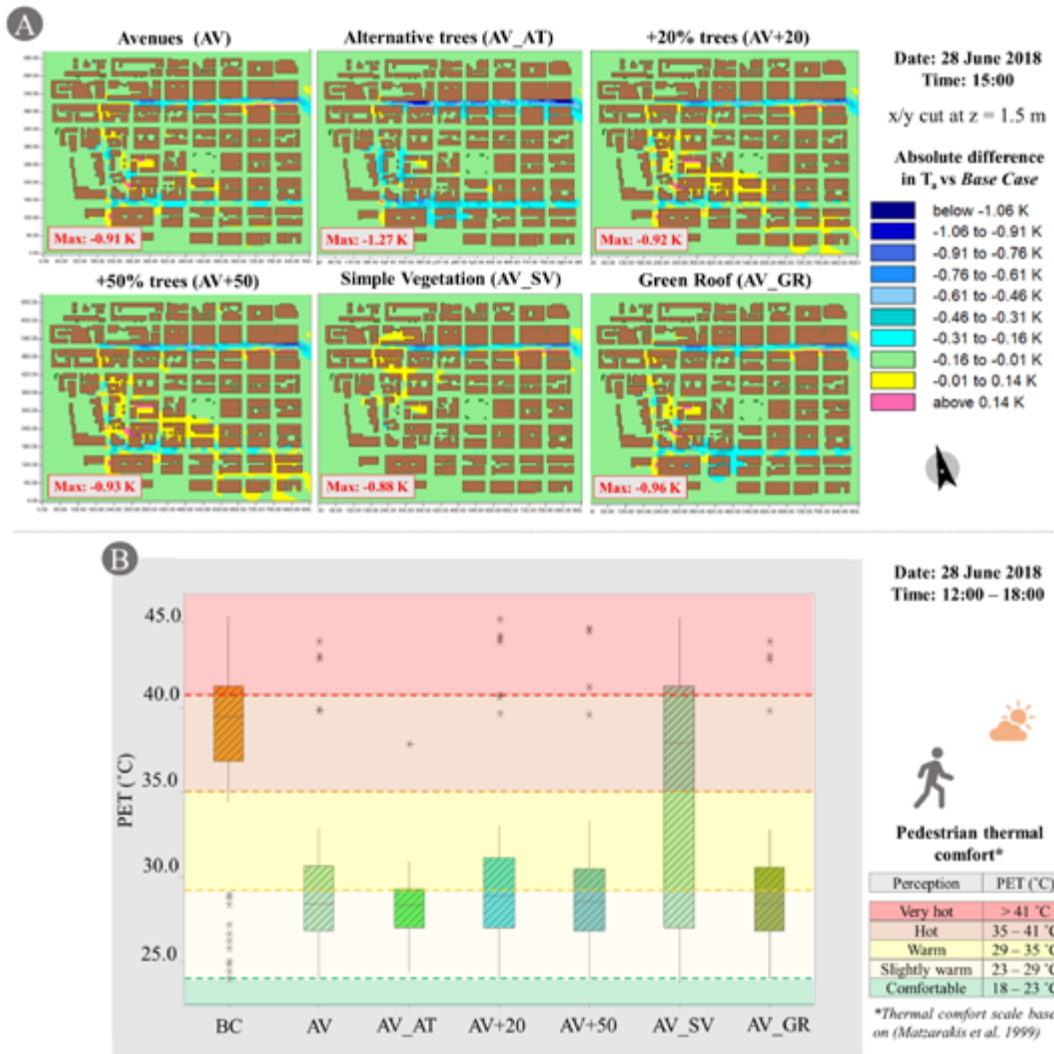 A
Avenues (AV)
Alternative trees (AV_AT)
+20% trees (AV+20)
Date: 28 June 2018
Time: 15:00
x/y cut at z = 1.5 m
Absolute difference
in Ta vs Base Case
below -1.06 K
-1.06 to -0.91 K
-0.91 to -0.76 K
-0.76 to -0.61 K
-0.61 to -0.46 K
-0.46 to -0.31 K
-0.31 to -0.16 K
-0.16 to -0.01 K
-0.01 to 0.14 K
above 0.14 K
Max: -0.91 K
Max: -1.27 K
Max: -0.92 K
+50% trees (AV+50)
Simple Vegetation (AV_SV)
Green Roof (AV_GR)
Max: -0.93 K
Max: -0.88 K
Max: -0.96 K
B
Date: 28 June 2018
Time: 12:00 – 18:00
PET (˚C)
45.0
40.0
35.0
30.0
25.0
BC AV AV_AT AV+20 AV+50 AV_SV AV_GR
Pedestrian thermal
comfort*
Perception PET (˚C)
Very hot > 41 ˚C
Hot 35 – 41 ˚C
Warm 29 – 35 ˚C
Slightly warm 23 – 29 ˚C
Comfortable 18 – 23 ˚C
*Thermal comfort scale base
on (Matzarakis et al. 1999)